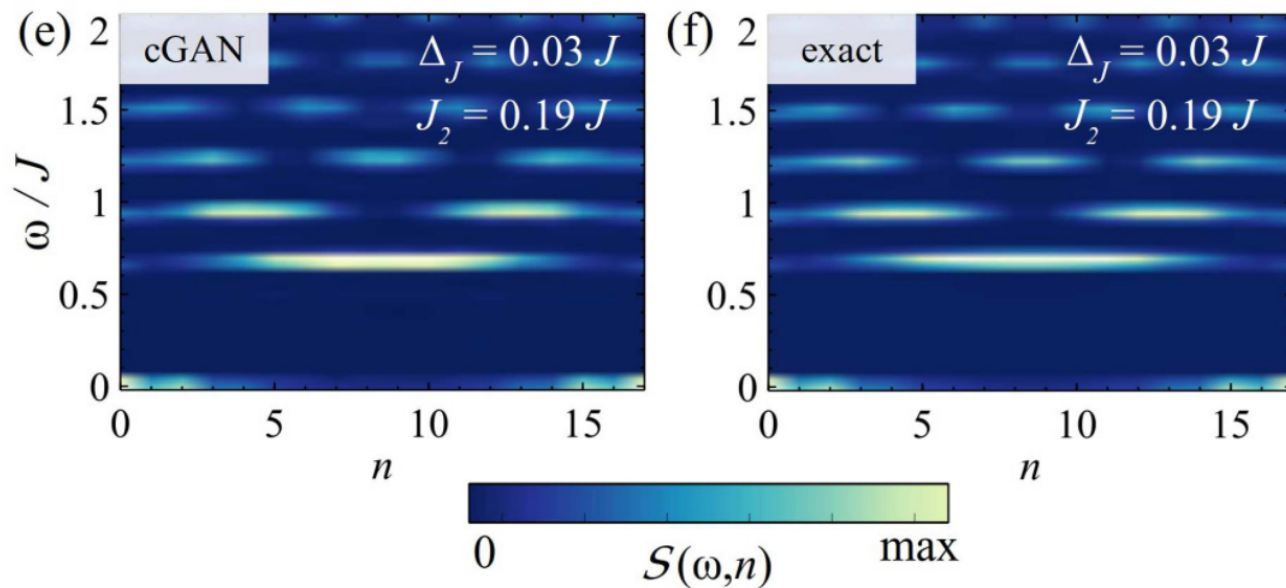 (e)
cGAN
Δ_J = 0.03 J
J_2 = 0.19 J
ω / J
2
1.5
1
0.5
0
0 5 10 15
n
(f)
exact
Δ_J = 0.03 J
J_2 = 0.19 J
2
1.5
1
0.5
0
0 5 10 15
n
0 max
S(ω,n)